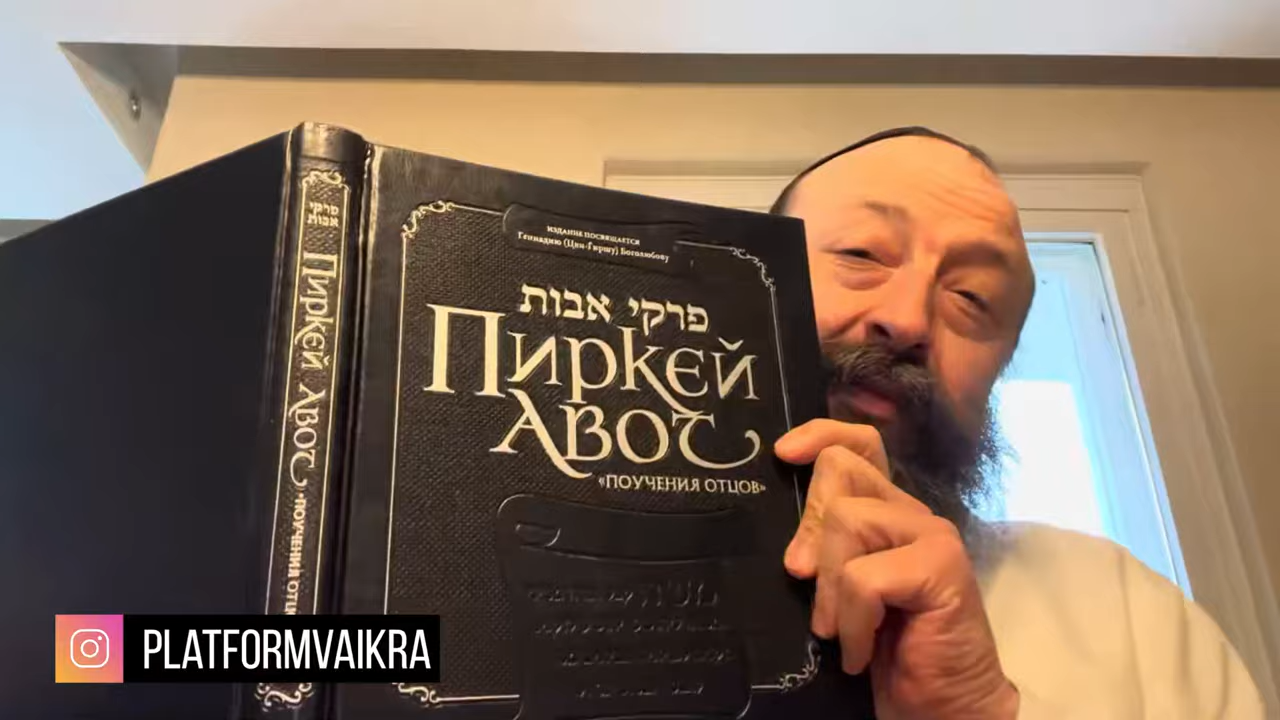 פרקי
אבות
Пиркей Авот
«ПОУЧЕНИЯ ОТЦОВ
ИЗДАНИЕ ПОСВЯЩАЕТСЯ
Геннадию (Цви-Гиршу) Боголюбову
פרקי אבות
Пиркей
Авот
«ПОУЧЕНИЯ ОТЦОВ»
PLATFORMVAIKRA